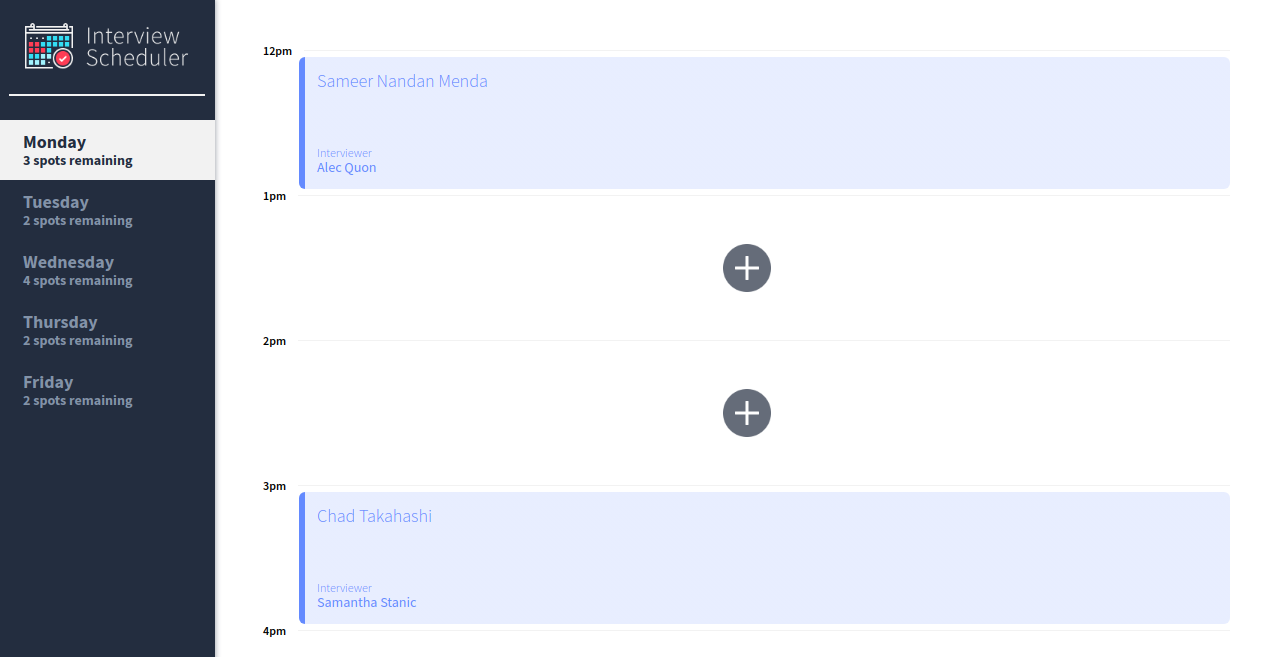 Interview
Scheduler
Monday
3 spots remaining
Tuesday
2 spots remaining
Wednesday
4 spots remaining
Thursday
2 spots remaining
Friday
2 spots remaining
12pm
Sameer Nandan Menda
Interviewer
Alec Quon
1pm
2pm
3pm
Chad Takahashi
Interviewer
Samantha Stanic
4pm